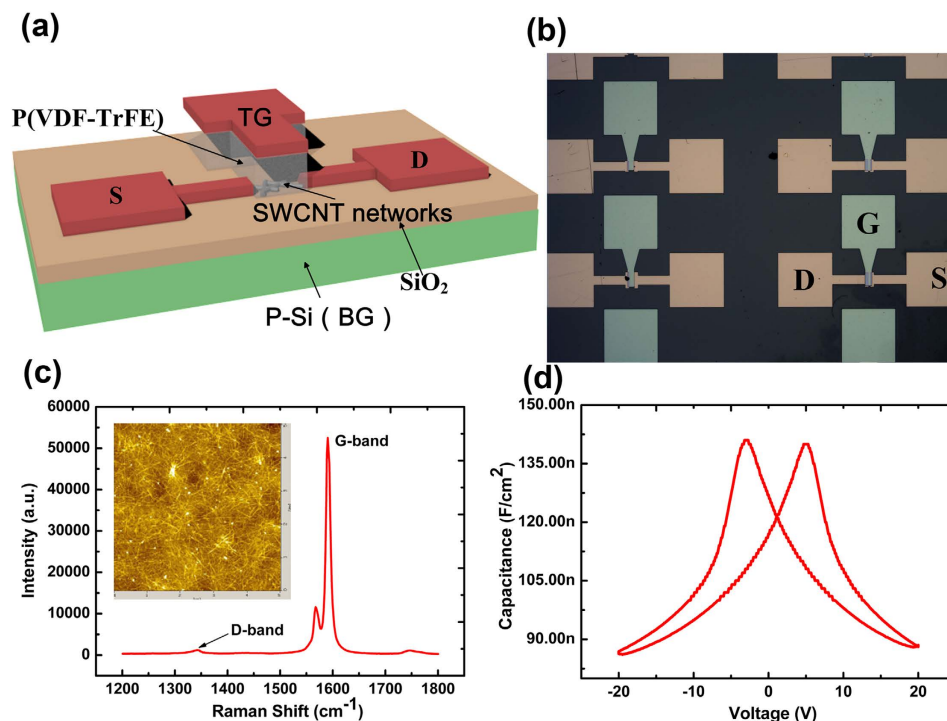 (a)
TG
P(VDF-TrFE)
D
S
SWCNT networks
SiO2
P-Si ( BG )
(b)
G
D
S
(c)
60000
50000
40000
30000
20000
10000
0
Intensity (a.u.)
G-band
D-band
1200 1300 1400 1500 1600 1700 1800
Raman Shift (cm-1)
(d)
150.00n
135.00n
120.00n
105.00n
90.00n
Capacitance (F/cm2)
-20 -10 0 10 20
Voltage (V)